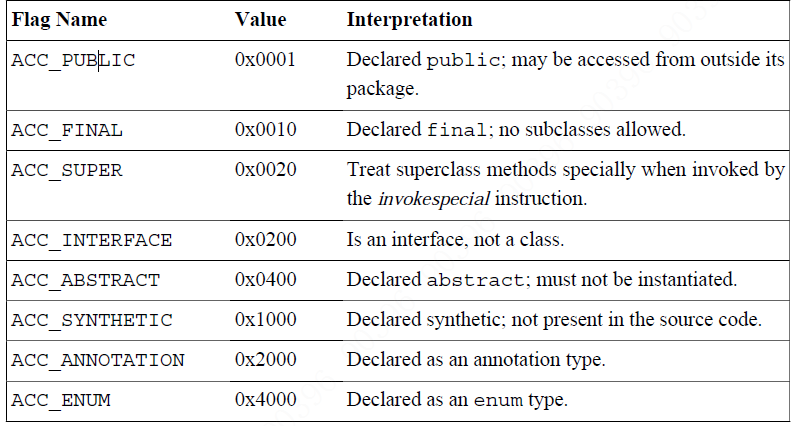 Flag Name Value Interpretation
ACC_PUBLIC 0x0001 Declared public; may be accessed from outside its
package.
ACC_FINAL 0x0010 Declared final; no subclasses allowed.
ACC_SUPER 0x0020 Treat superclass methods specially when invoked by
the invokespecial instruction.
ACC_INTERFACE 0x0200 Is an interface, not a class.
ACC_ABSTRACT 0x0400 Declared abstract; must not be instantiated.
ACC_SYNTHETIC 0x1000 Declared synthetic; not present in the source code.
ACC_ANNOTATION 0x2000 Declared as an annotation type.
ACC_ENUM 0x4000 Declared as an enum type.